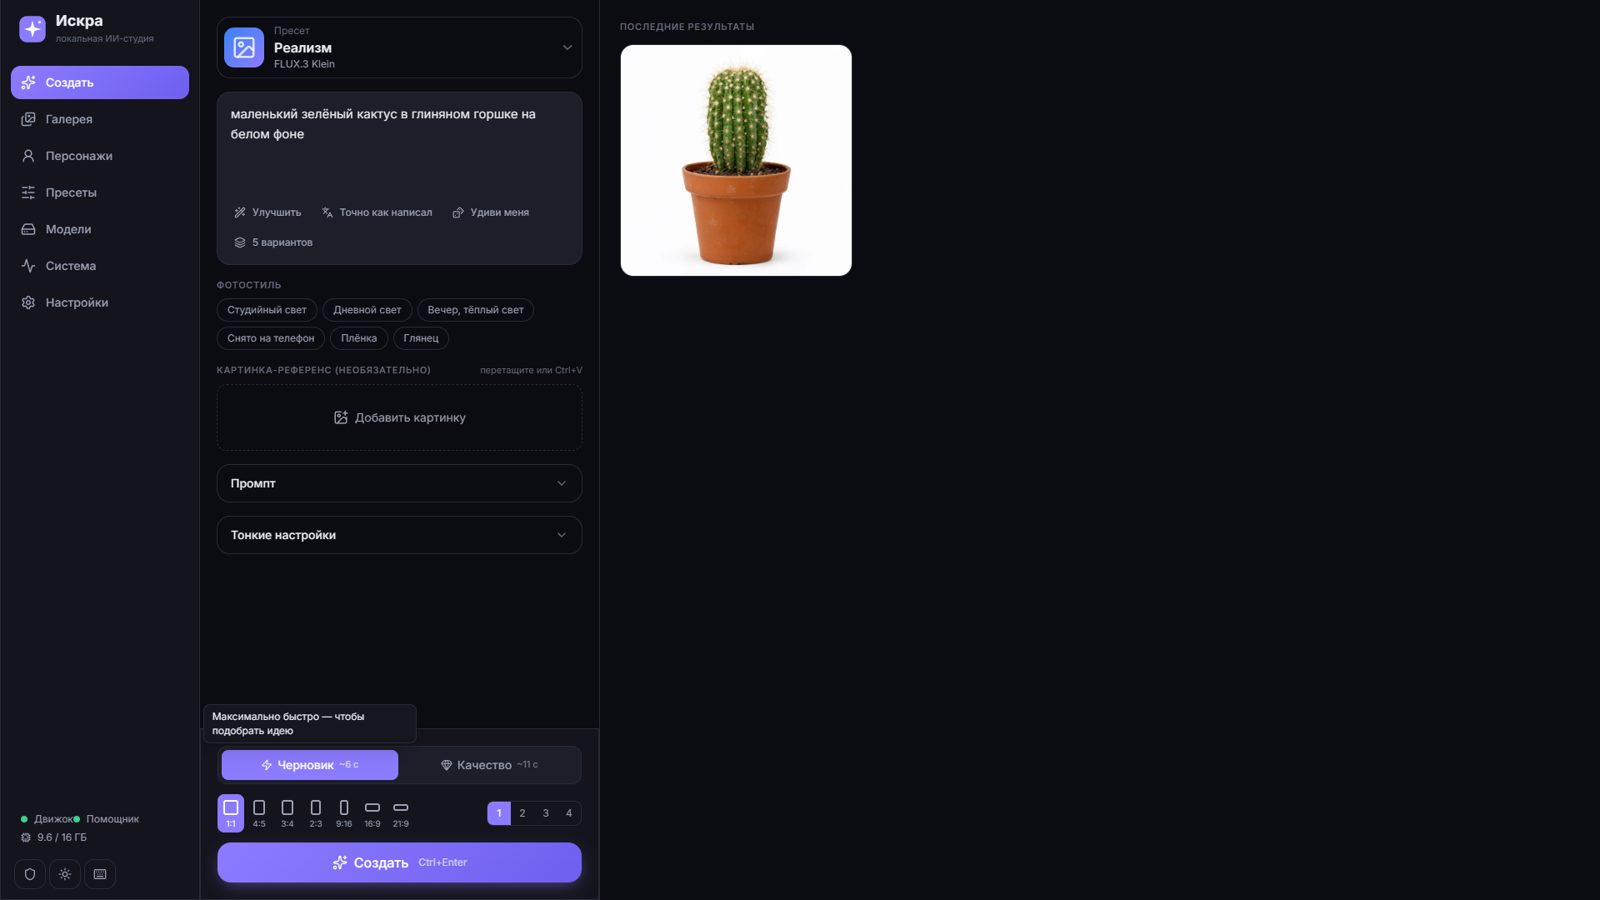 Искра
локальная ИИ-студия
Создать
Галерея
Персонажи
Пресеты
Модели
Система
Настройки
Движок
Помощник
9.6 / 16 ГБ
Пресет
Реализм
FLUX.3 Klein
маленький зелёный кактус в глиняном горшке на
белом фоне
Улучшить
Точно как написал
Удиви меня
5 вариантов
ФОТОСТИЛЬ
Студийный свет
Дневной свет
Вечер, тёплый свет
Снято на телефон
Плёнка
Глянец
КАРТИНКА-РЕФЕРЕНС (НЕОБЯЗАТЕЛЬНО)
перетащите или Ctrl+V
Добавить картинку
Промпт
Тонкие настройки
Максимально быстро — чтобы
подобрать идею
Черновик ~6 с
Качество ~11 с
1:1
4:5
3:4
2:3
9:16
16:9
21:9
1 2 3 4
Создать Ctrl+Enter
ПОСЛЕДНИЕ РЕЗУЛЬТАТЫ